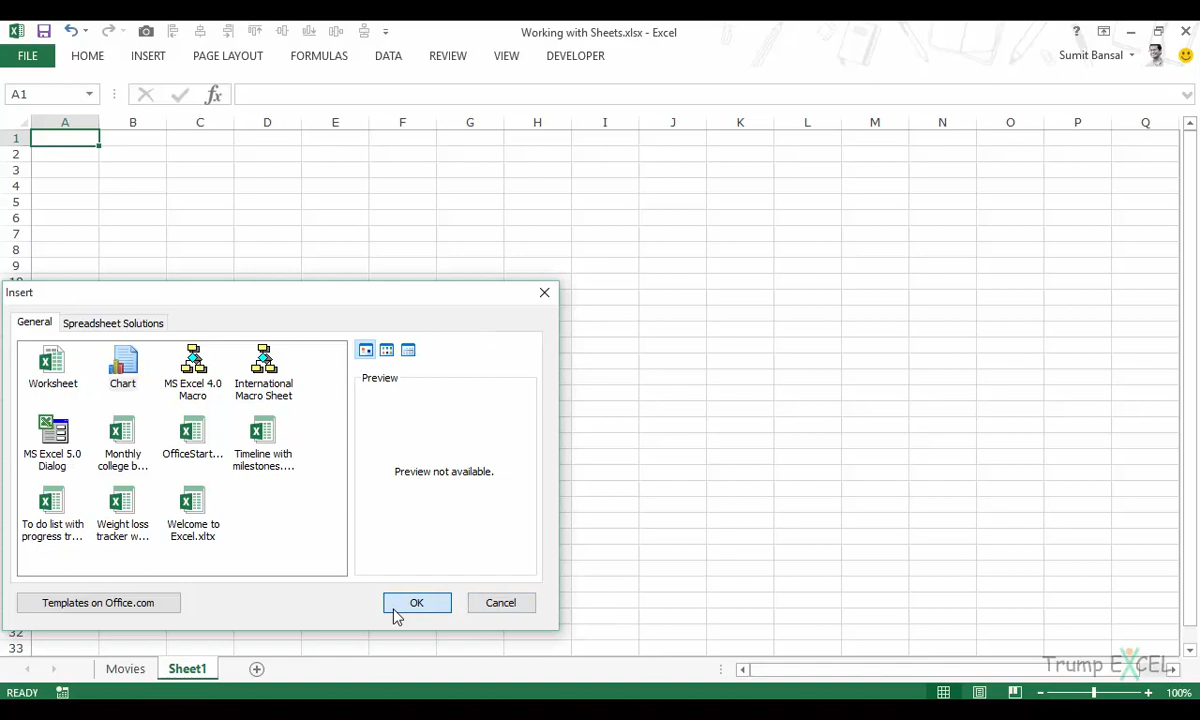 Working with Sheets.xlsx - Excel
?
FILE HOME INSERT PAGE LAYOUT FORMULAS DATA REVIEW VIEW DEVELOPER Sumit Bansal
A1 fx
A B C D E F G H I J K L M N O P Q
1
2
3
4
5
6
7
8
9
Insert
General Spreadsheet Solutions
Worksheet Chart MS Excel 4.0 Macro International Macro Sheet
Preview
MS Excel 5.0 Dialog Monthly college b... OfficeStart... Timeline with milestones....
Preview not available.
To do list with progress tr... Weight loss tracker w... Welcome to Excel.xltx
Templates on Office.com OK Cancel
32
33
Movies Sheet1
Trump EXCEL
READY 100%